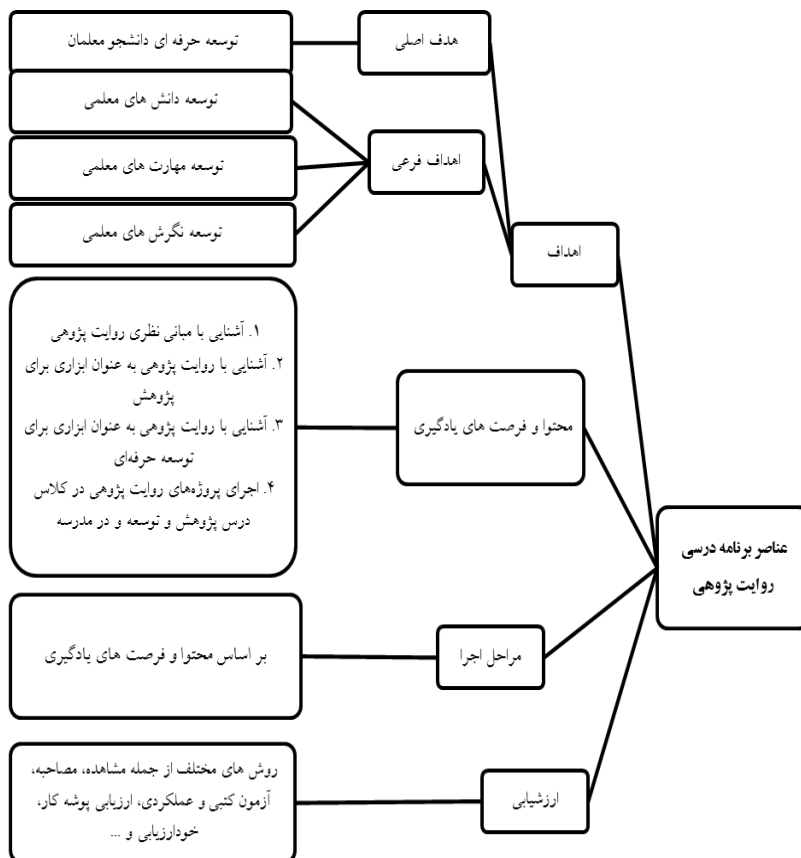 عناصر برنامه درسی
روایت پژوهی
اهداف
هدف اصلی
توسعه حرفه ای دانشجو معلمان
اهداف فرعی
توسعه دانش های معلمی
توسعه مهارت های معلمی
توسعه نگرش های معلمی
محتوا و فرصت های یادگیری
۱. آشنایی با مبانی نظری روایت پژوهی
۲. آشنایی با روایت پژوهی به عنوان ابزاری برای
پژوهش
۳. آشنایی با روایت پژوهی به عنوان ابزاری برای
توسعه حرفه‌ای
۴. اجرای پروژه‌های روایت پژوهی در کلاس
درس پژوهش و توسعه و در مدرسه
مراحل اجرا
بر اساس محتوا و فرصت های یادگیری
ارزشیابی
روش های مختلف از جمله مشاهده، مصاحبه،
آزمون کتبی و عملکردی، ارزیابی پوشه کار،
خودارزیابی و ...